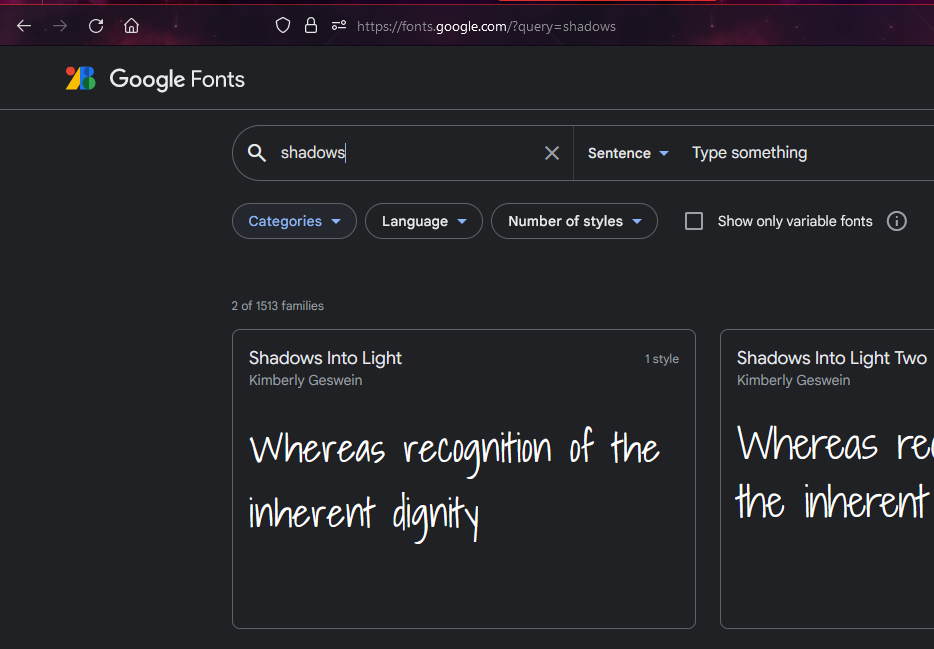 https://fonts.google.com/?query=shadows
Google Fonts
shadows
Sentence
Type something
Categories
Language
Number of styles
Show only variable fonts
2 of 1513 families
Shadows Into Light
1 style
Kimberly Geswein
Whereas recognition of the
inherent dignity
Shadows Into Light Two
Kimberly Geswein
Whereas rec
the inherent